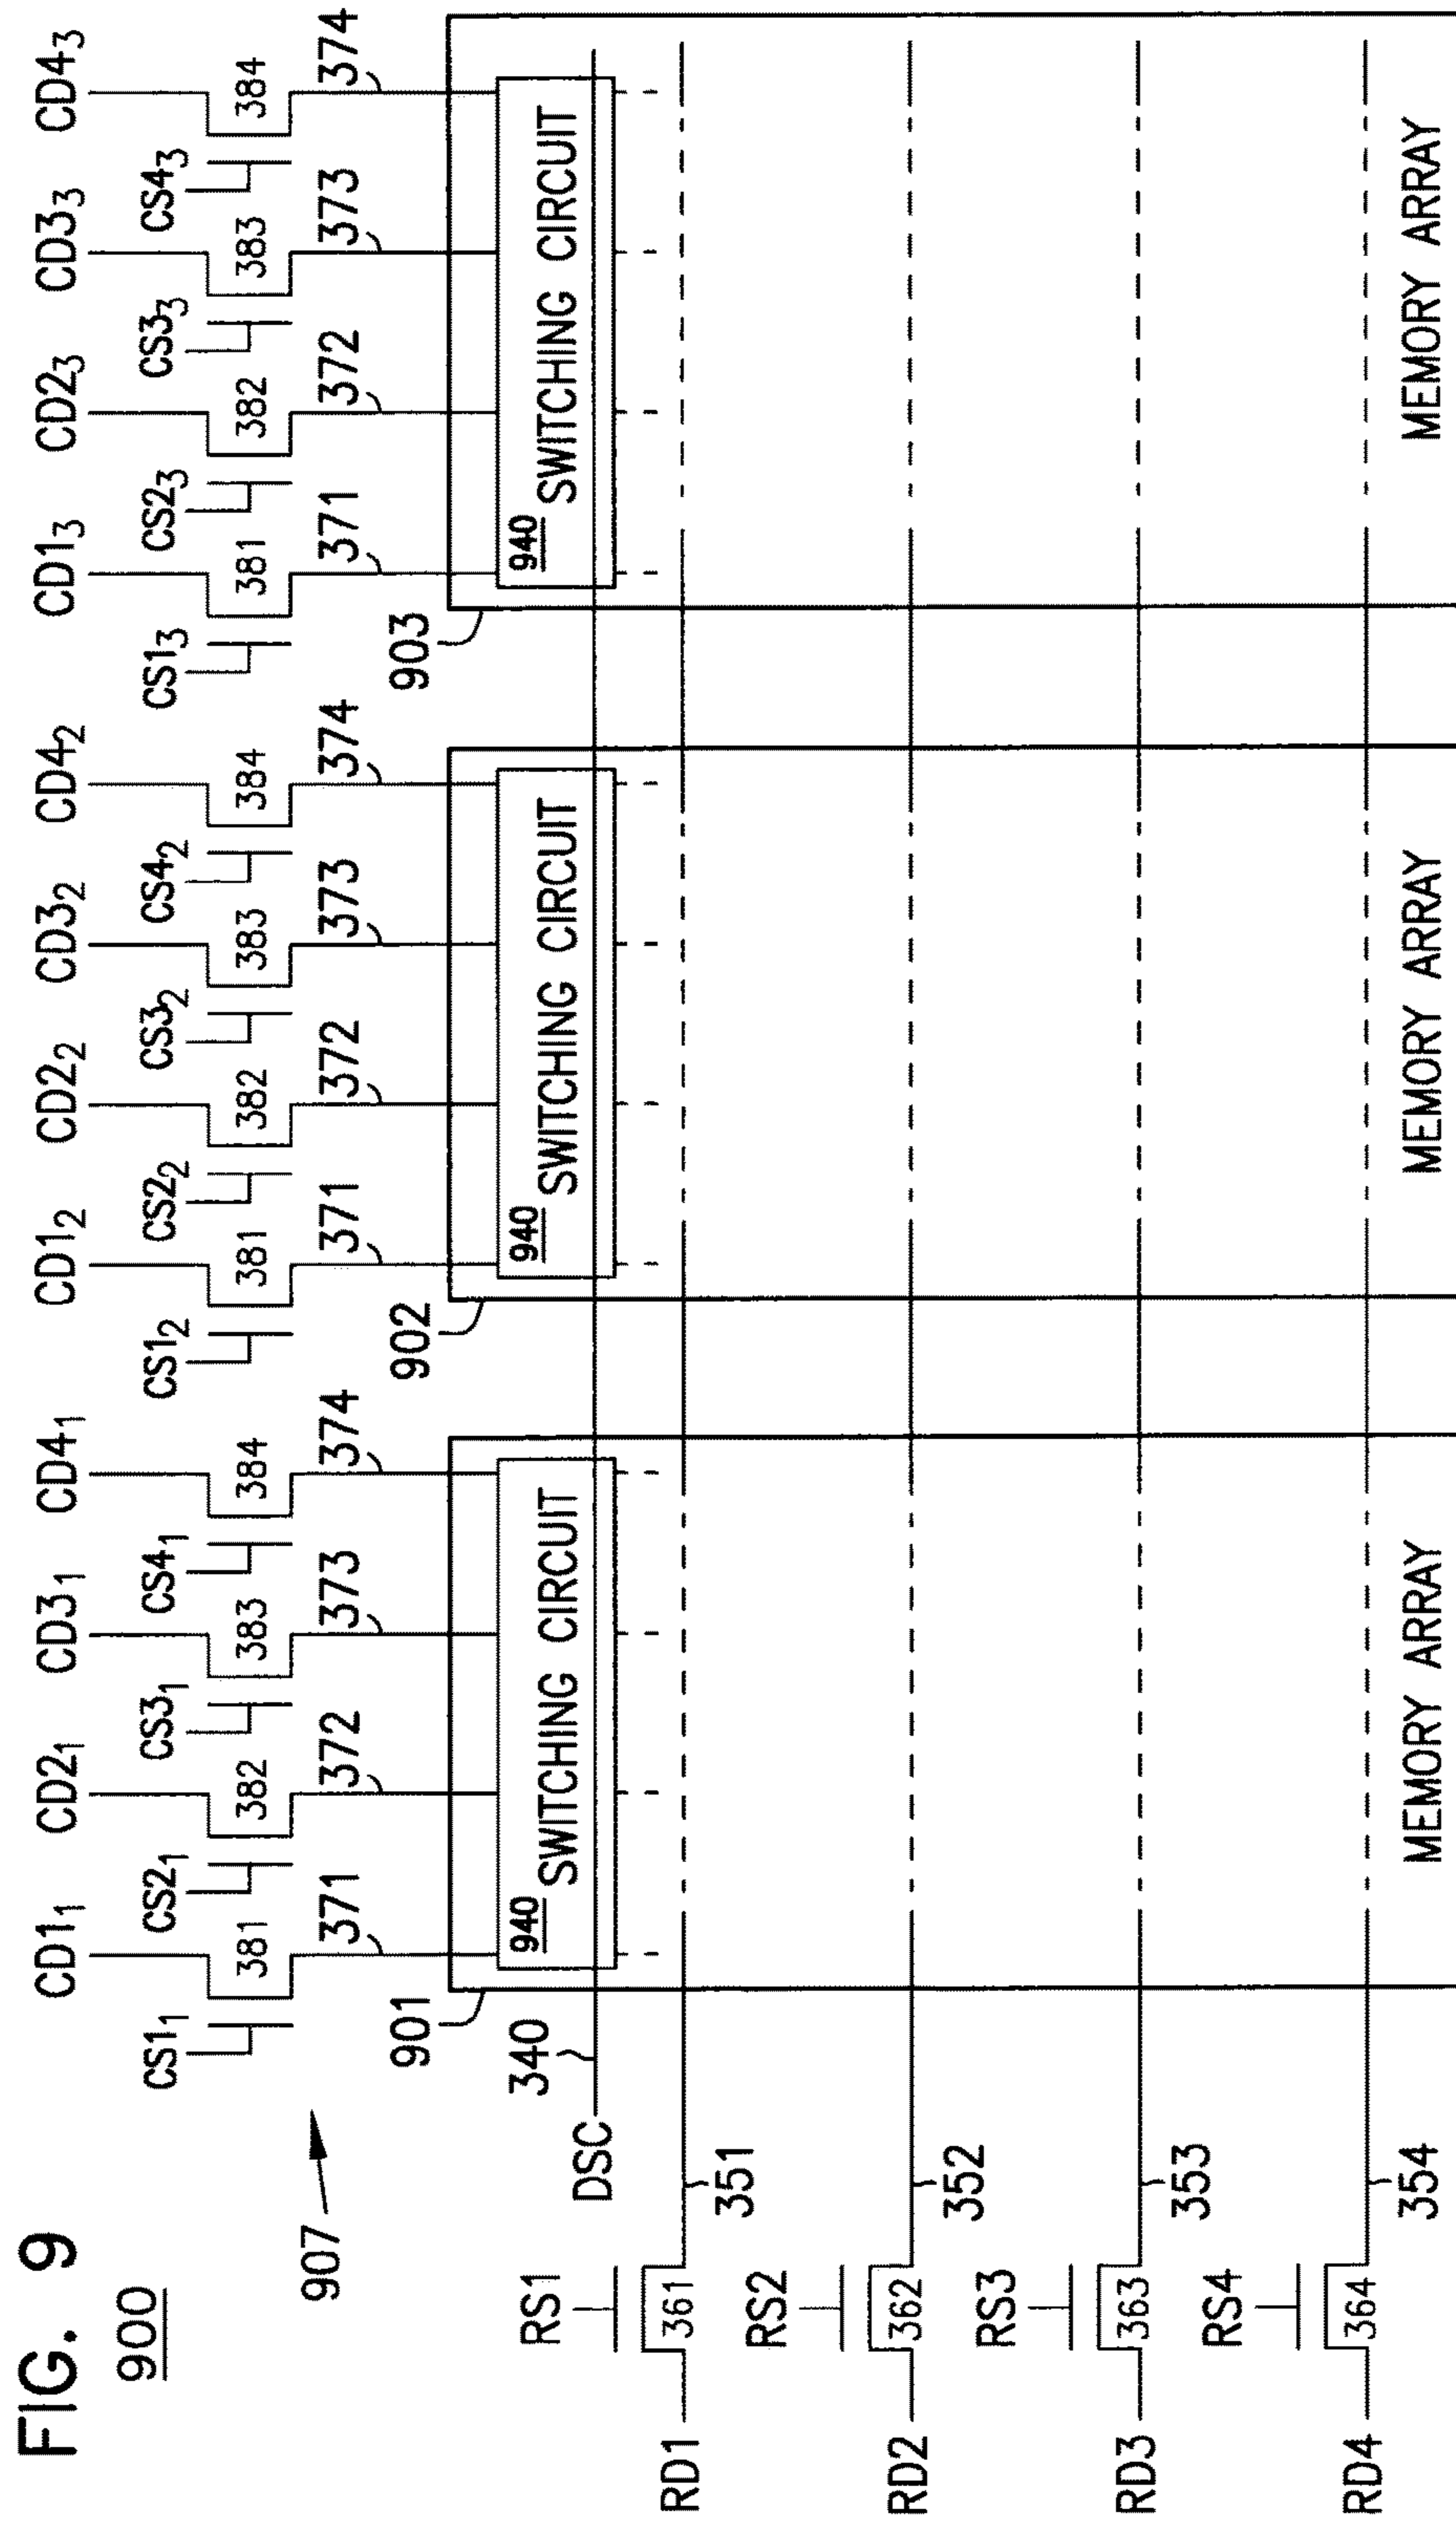 FIG. 9
900
907
CD1₁ CD2₁ CD3₁ CD4₁ CD1₂ CD2₂ CD3₂ CD4₂ CD1₃ CD2₃ CD3₃ CD4₃
CS1₁ CS2₁ CS3₁ CS4₁ CS1₂ CS2₂ CS3₂ CS4₂ CS1₃ CS2₃ CS3₃ CS4₃
381 382 383 384 381 382 383 384 381 382 383 384
371 372 373 374 371 372 373 374 371 372 373 374
901 902 903
340
940 940 940
SWITCHING CIRCUIT SWITCHING CIRCUIT SWITCHING CIRCUIT
DSC
RS1
361
RD1
351
RS2
362
RD2
352
RS3
363
RD3
353
RS4
364
RD4
354
MEMORY ARRAY MEMORY ARRAY MEMORY ARRAY